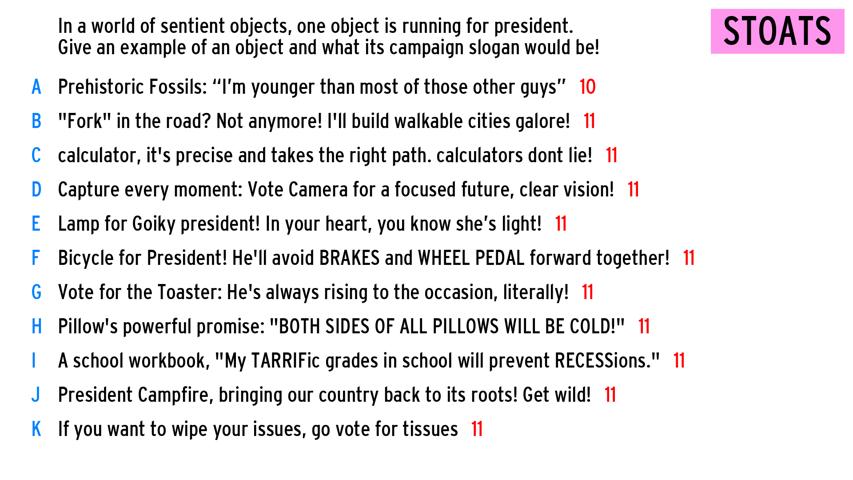 In a world of sentient objects, one object is running for president.
Give an example of an object and what its campaign slogan would be!
STOATS
A Prehistoric Fossils: “I’m younger than most of those other guys” 10
B "Fork" in the road? Not anymore! I'll build walkable cities galore! 11
C calculator, it's precise and takes the right path. calculators dont lie! 11
D Capture every moment: Vote Camera for a focused future, clear vision! 11
E Lamp for Goiky president! In your heart, you know she’s light! 11
F Bicycle for President! He'll avoid BRAKES and WHEEL PEDAL forward together! 11
G Vote for the Toaster: He's always rising to the occasion, literally! 11
H Pillow's powerful promise: "BOTH SIDES OF ALL PILLOWS WILL BE COLD!" 11
I A school workbook, "My TARRIFic grades in school will prevent RECESSions." 11
J President Campfire, bringing our country back to its roots! Get wild! 11
K If you want to wipe your issues, go vote for tissues 11